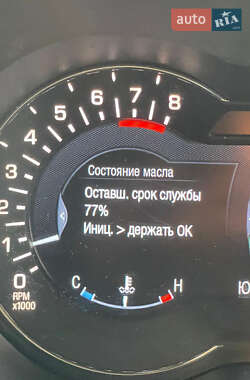 auto RIA
8
7
6
5
4
3
2
1
0
RPM
x1000
Состояние масла
Оставш. срок службы
77%
Иниц. > держать OK
C H
Ю